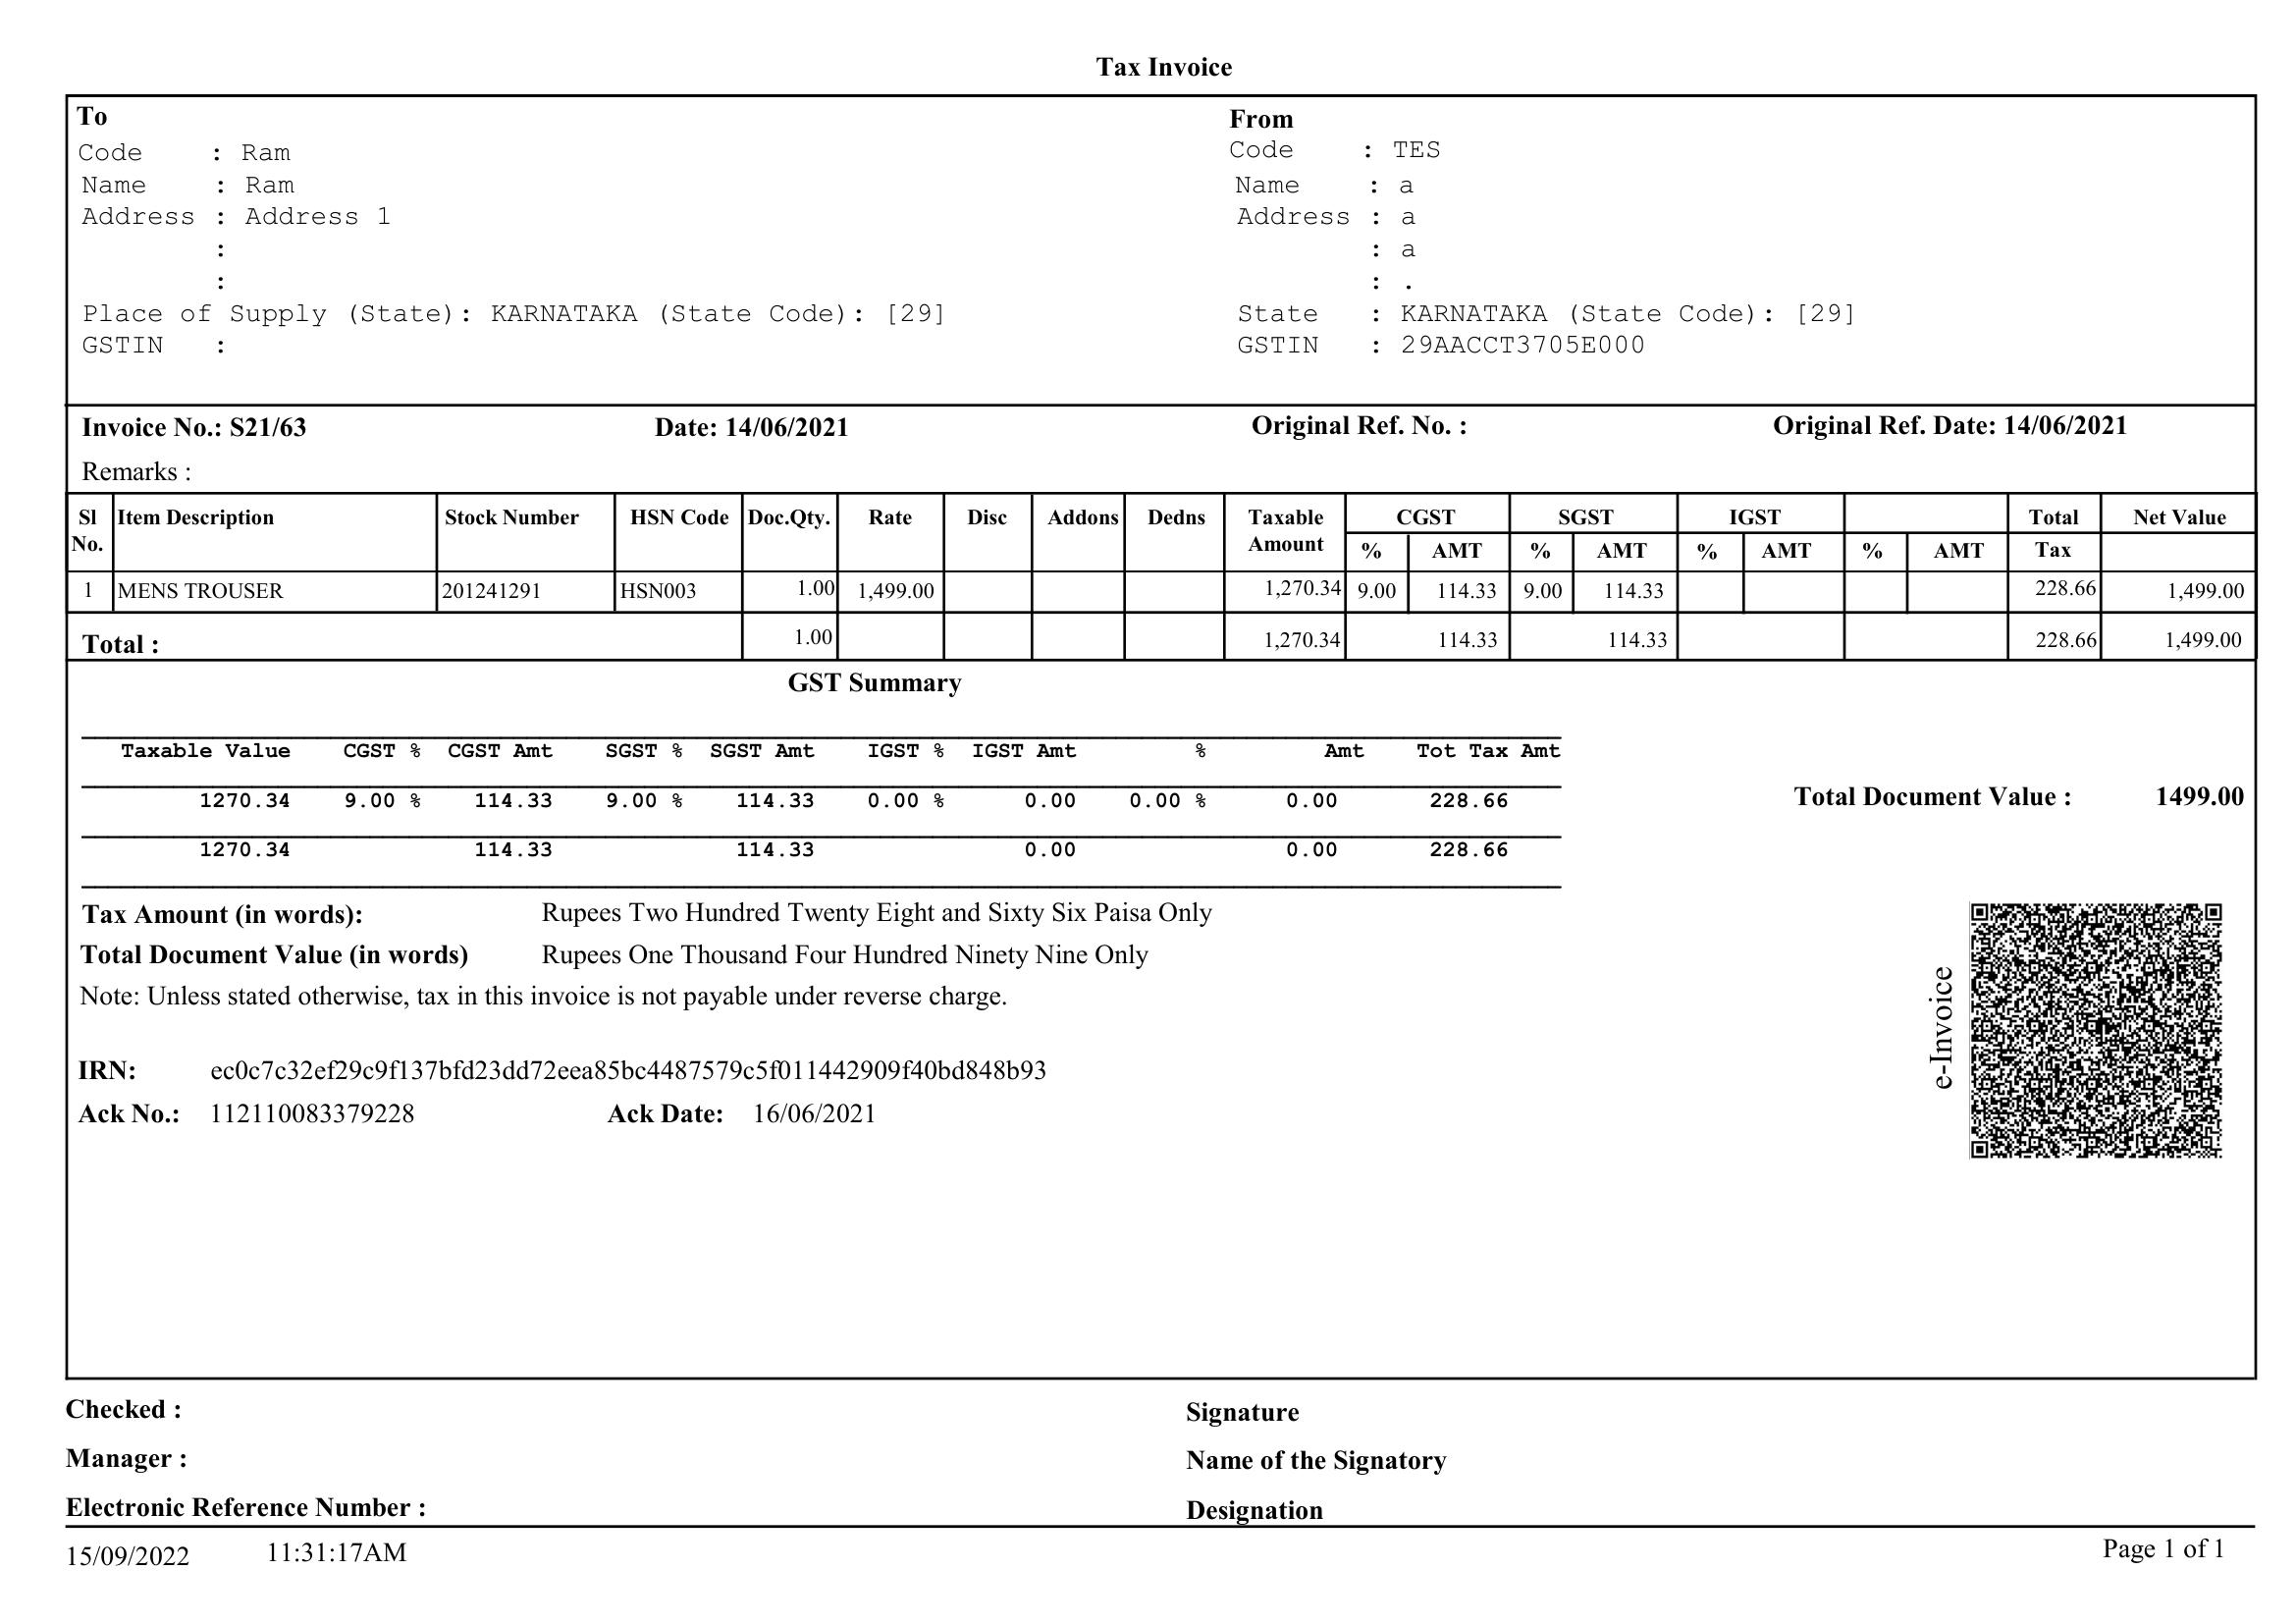 Tax Invoice
To
Code : Ram
Name : Ram
Address : Address 1
:
:
Place of Supply (State): KARNATAKA (State Code): [29]
GSTIN :
From
Code : TES
Name : a
Address : a
: a
: .
State : KARNATAKA (State Code): [29]
GSTIN : 29AACCT3705E000
Invoice No.: S21/63 Date: 14/06/2021 Original Ref. No. : Original Ref. Date: 14/06/2021
Remarks :
Sl No. Item Description Stock Number HSN Code Doc.Qty. Rate Disc Addons Dedns Taxable Amount CGST SGST IGST Total Tax Net Value
% AMT % AMT % AMT % AMT
1 MENS TROUSER 201241291 HSN003 1.00 1,499.00 1,270.34 9.00 114.33 9.00 114.33 228.66 1,499.00
Total : 1.00 1,270.34 114.33 114.33 228.66 1,499.00
GST Summary
Taxable Value CGST % CGST Amt SGST % SGST Amt IGST % IGST Amt % Amt Tot Tax Amt
1270.34 9.00 % 114.33 9.00 % 114.33 0.00 % 0.00 0.00 % 0.00 228.66
1270.34 114.33 114.33 0.00 0.00 228.66
Total Document Value : 1499.00
Tax Amount (in words): Rupees Two Hundred Twenty Eight and Sixty Six Paisa Only
Total Document Value (in words) Rupees One Thousand Four Hundred Ninety Nine Only
Note: Unless stated otherwise, tax in this invoice is not payable under reverse charge.
IRN: ec0c7c32ef29c9f137bfd23dd72eea85bc4487579c5f011442909f40bd848b93
Ack No.: 112110083379228 Ack Date: 16/06/2021
e-Invoice
Checked :
Manager :
Electronic Reference Number :
Signature
Name of the Signatory
Designation
15/09/2022 11:31:17AM Page 1 of 1